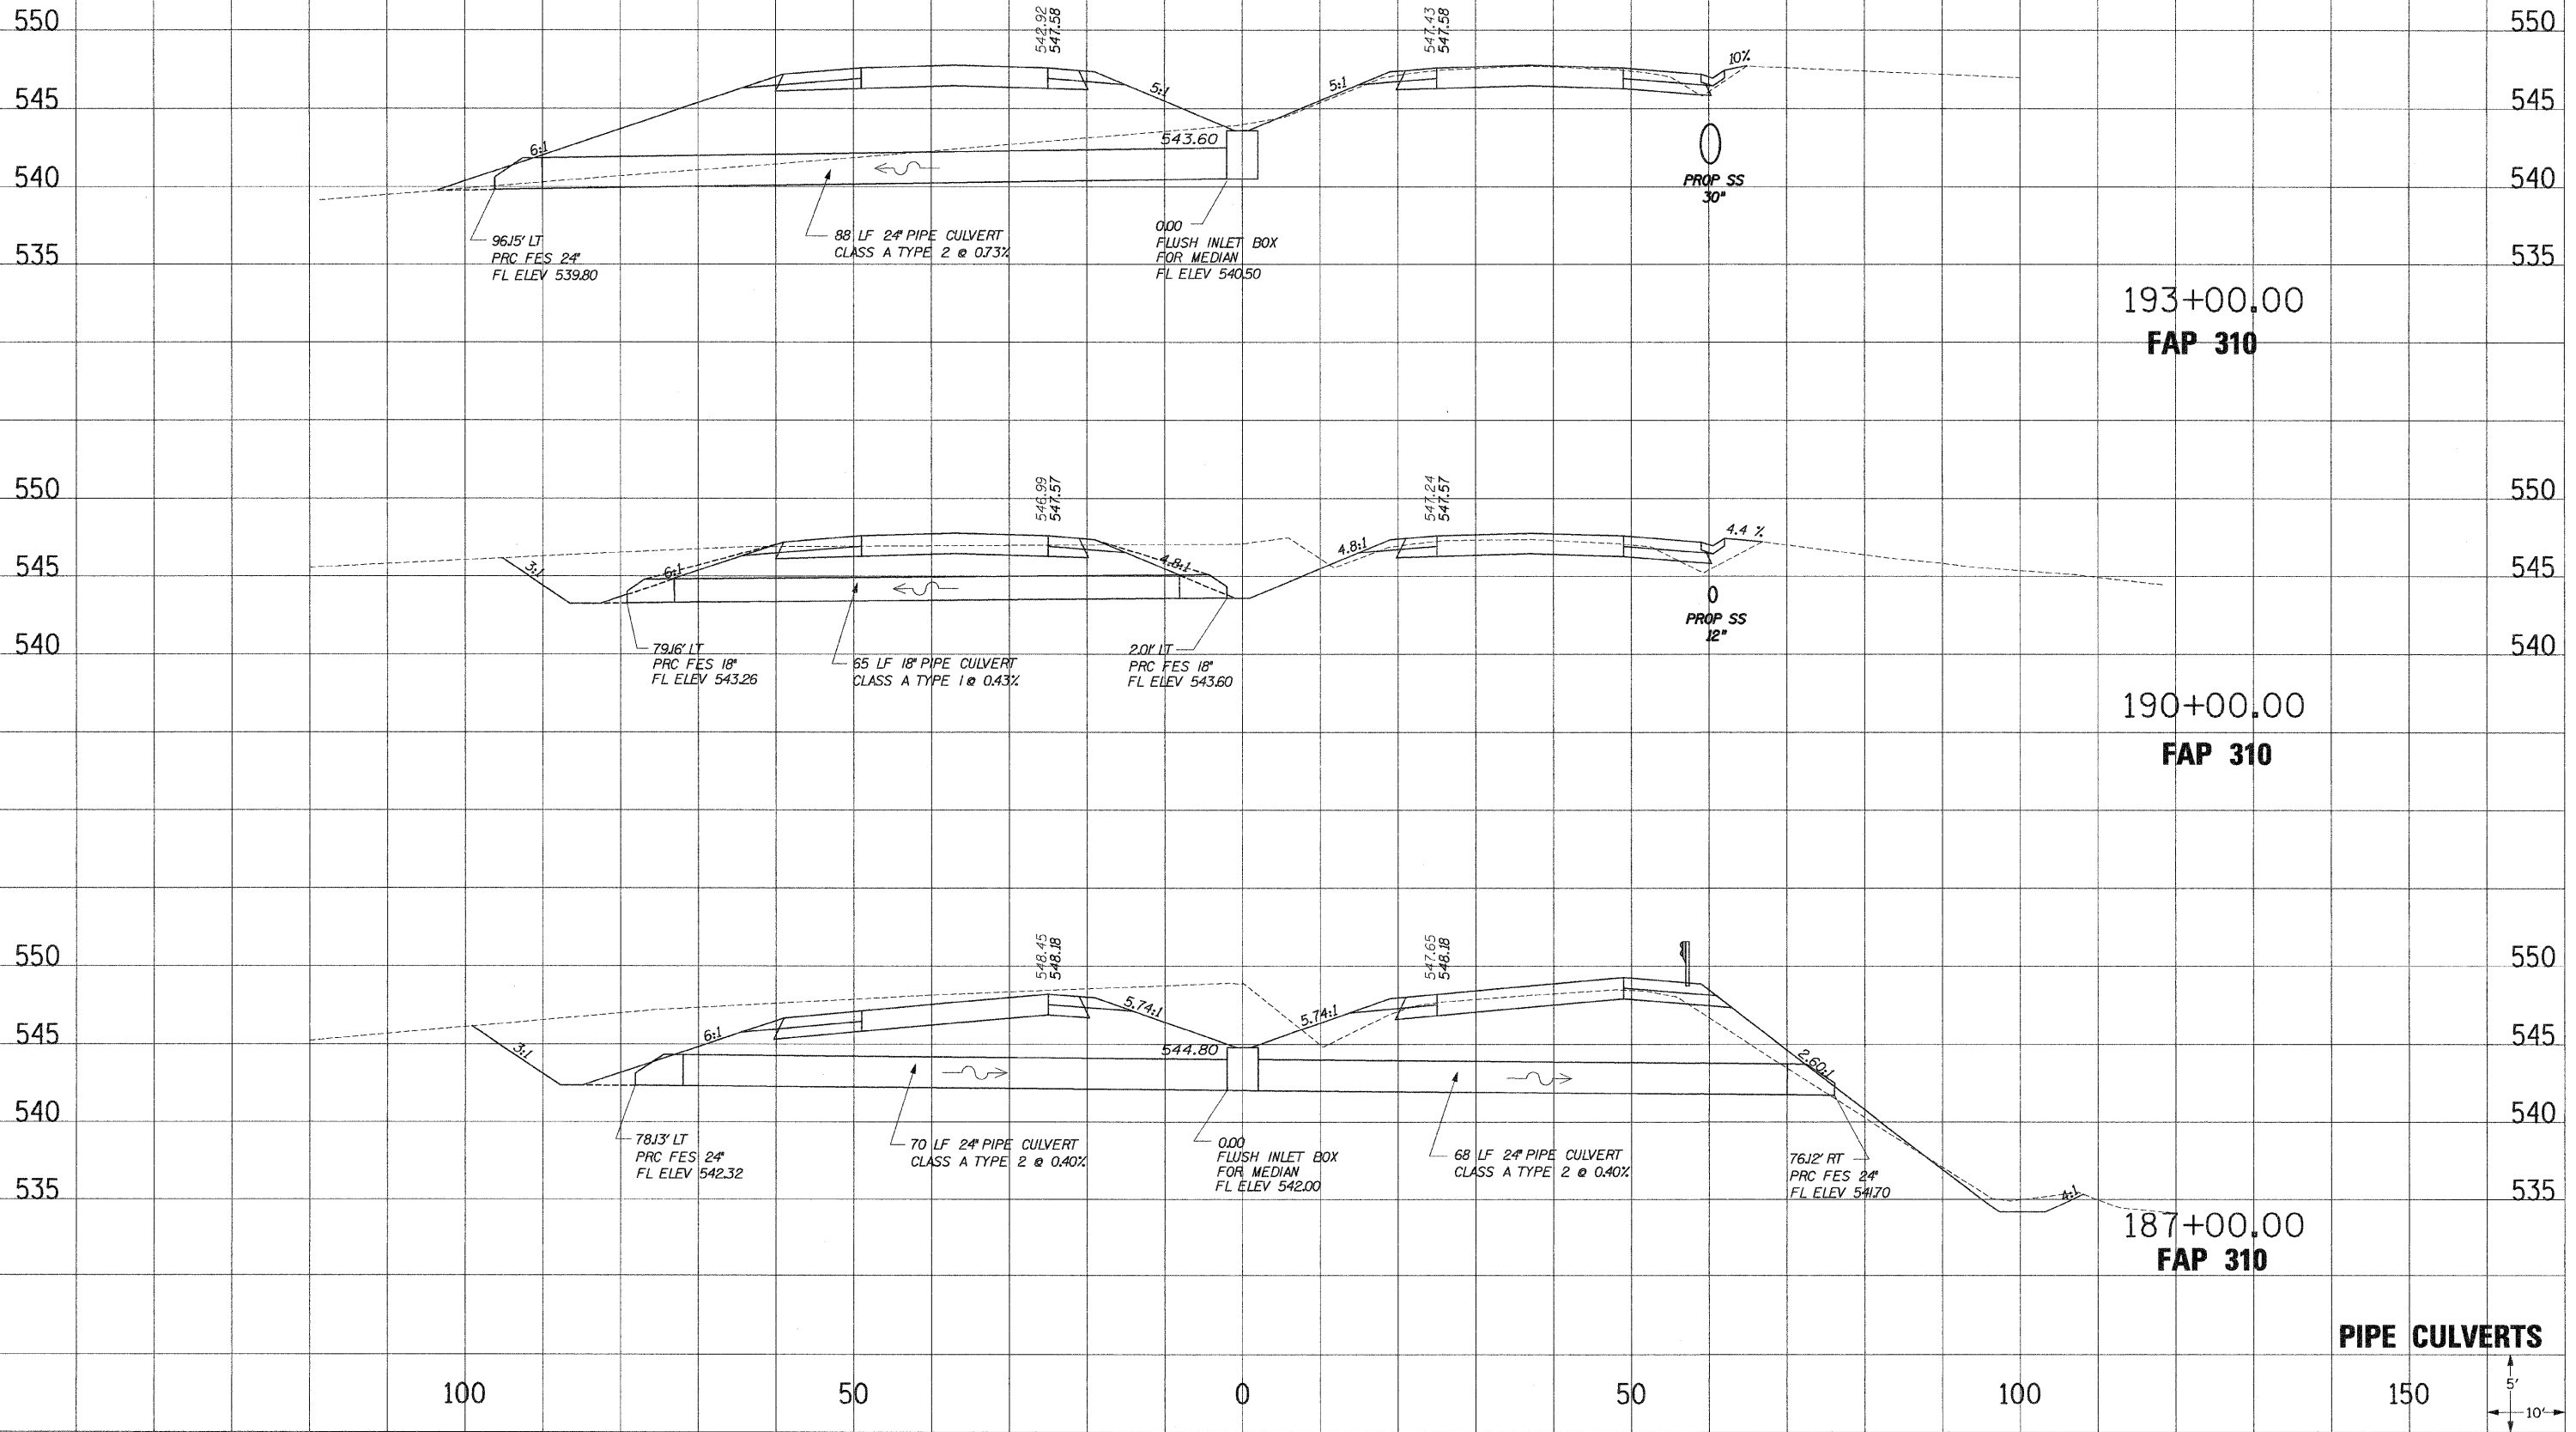 550
542.92
547.58
547.43
547.58
550
10%
5:1
5:1
545
545
543.60
6:1
540
PROP SS
30"
540
96.15' LT
PRC FES 24"
FL ELEV 539.80
88 LF 24" PIPE CULVERT
CLASS A TYPE 2 @ 0.73%
0.00
FLUSH INLET BOX
FOR MEDIAN
FL ELEV 540.50
535
535
193+00.00
FAP 310
550
546.99
547.57
547.24
547.57
550
4.4 %
4.8:1
4.8:1
3:1
6:1
545
545
PROP SS
12"
540
540
79.16' LT
PRC FES 18"
FL ELEV 543.26
65 LF 18" PIPE CULVERT
CLASS A TYPE 1 @ 0.43%
2.01' LT
PRC FES 18"
FL ELEV 543.60
190+00.00
FAP 310
550
548.45
548.18
547.65
548.18
550
5.74:1
5.74:1
6:1
3:1
545
545
544.80
2.60:1
540
540
78.13' LT
PRC FES 24"
FL ELEV 542.32
70 LF 24" PIPE CULVERT
CLASS A TYPE 2 @ 0.40%
0.00
FLUSH INLET BOX
FOR MEDIAN
FL ELEV 542.00
68 LF 24" PIPE CULVERT
CLASS A TYPE 2 @ 0.40%
76.12' RT
PRC FES 24"
FL ELEV 541.70
4:1
535
535
187+00.00
FAP 310
PIPE CULVERTS
100
50
0
50
100
150
5'
10'